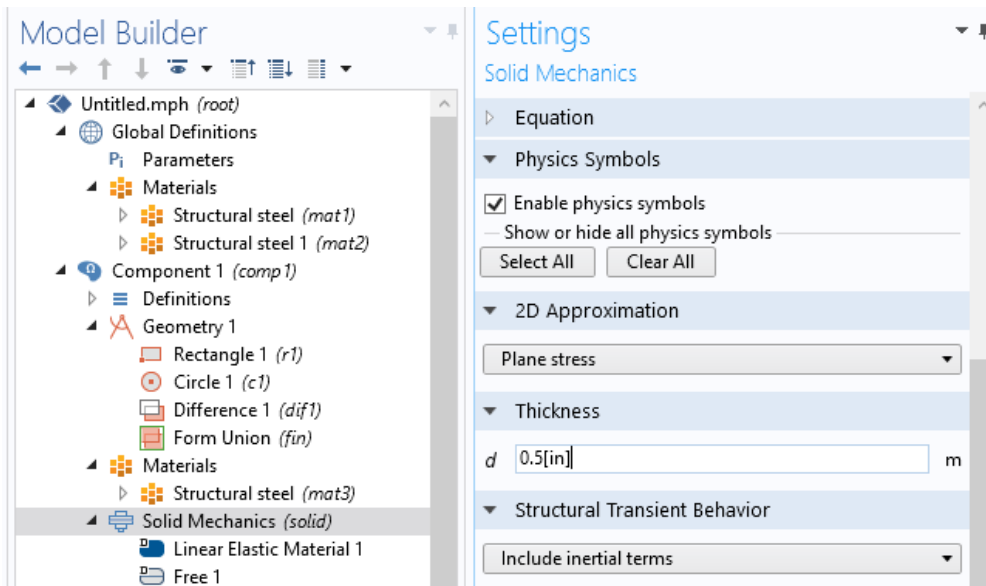 Model Builder
Untitled.mph (root)
Global Definitions
Pi Parameters
Materials
Structural steel (mat1)
Structural steel 1 (mat2)
Component 1 (comp1)
Definitions
Geometry 1
Rectangle 1 (r1)
Circle 1 (c1)
Difference 1 (dif1)
Form Union (fin)
Materials
Structural steel (mat3)
Solid Mechanics (solid)
D Linear Elastic Material 1
D Free 1
Settings
Solid Mechanics
Equation
Physics Symbols
Enable physics symbols
Show or hide all physics symbols
Select All Clear All
2D Approximation
Plane stress
Thickness
d 0.5[in] m
Structural Transient Behavior
Include inertial terms